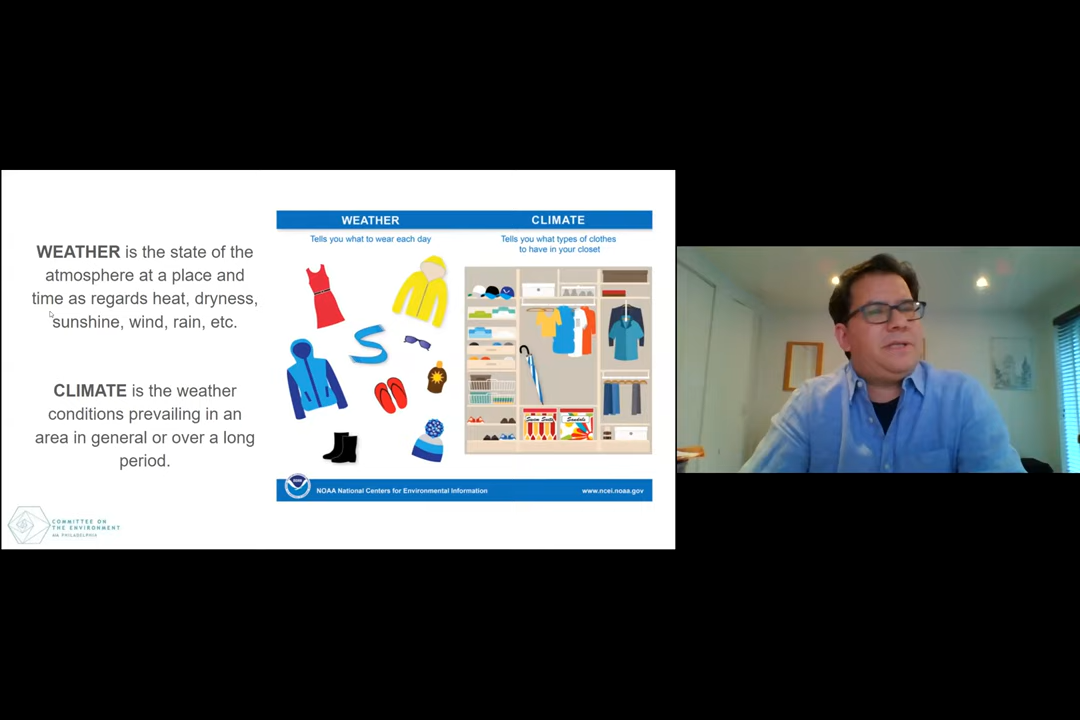 WEATHER is the state of the
atmosphere at a place and
time as regards heat, dryness,
sunshine, wind, rain, etc.
CLIMATE is the weather
conditions prevailing in an
area in general or over a long
period.
COMMITTEE ON
THE ENVIRONMENT
AIA PHILADELPHIA
WEATHER
Tells you what to wear each day
CLIMATE
Tells you what types of clothes
to have in your closet
Swim Suits
Sandals
NOAA National Centers for Environmental Information
www.ncei.noaa.gov